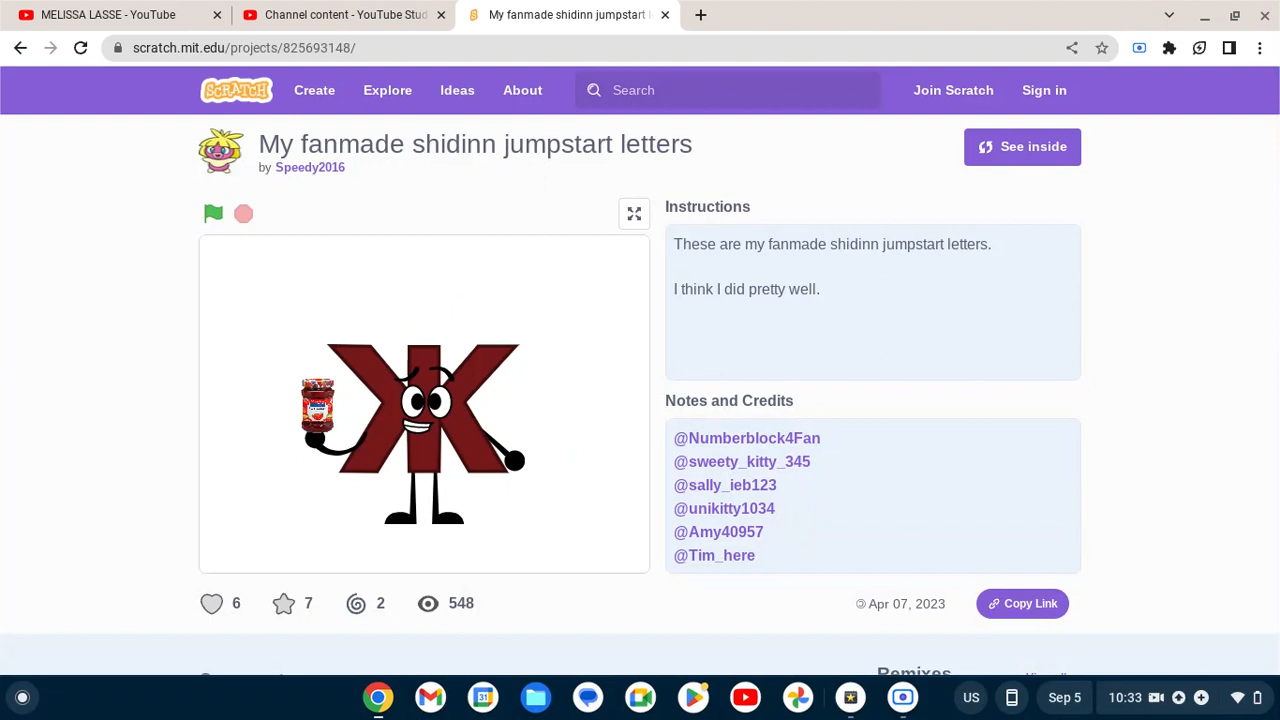 MELISSA LASSE - YouTube
Channel content - YouTube Stud
My fanmade shidinn jumpstart l
scratch.mit.edu/projects/825693148/
SCRATCH
Create
Explore
Ideas
About
Search
Join Scratch
Sign in
My fanmade shidinn jumpstart letters
by Speedy2016
See inside
Instructions
These are my fanmade shidinn jumpstart letters.
I think I did pretty well.
Ж
Notes and Credits
@Numberblock4Fan
@sweety_kitty_345
@sally_ieb123
@unikitty1034
@Amy40957
@Tim_here
6
7
2
548
Apr 07, 2023
Copy Link
Remixes
31
US
Sep 5
10:33